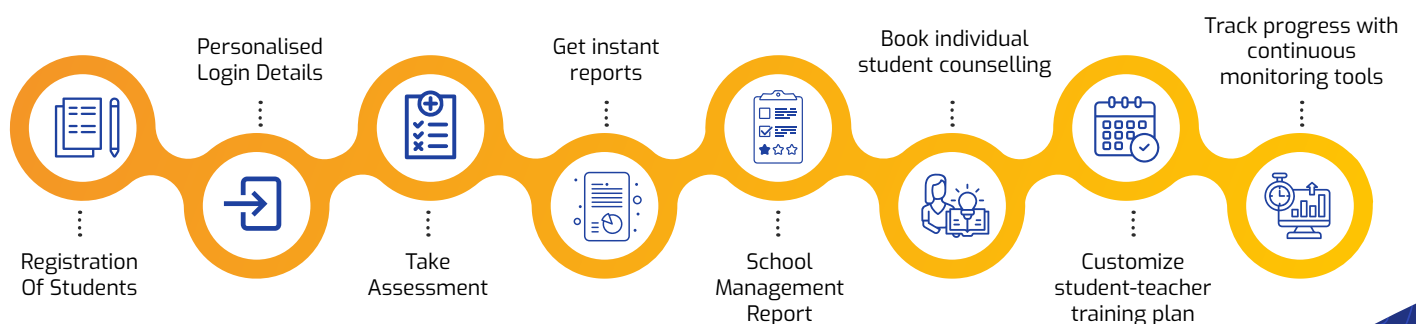 Registration
Of Students
Personalised
Login Details
Take
Assessment
Get instant
reports
School
Management
Report
Book individual
student counselling
Customize
student-teacher
training plan
Track progress with
continuous
monitoring tools